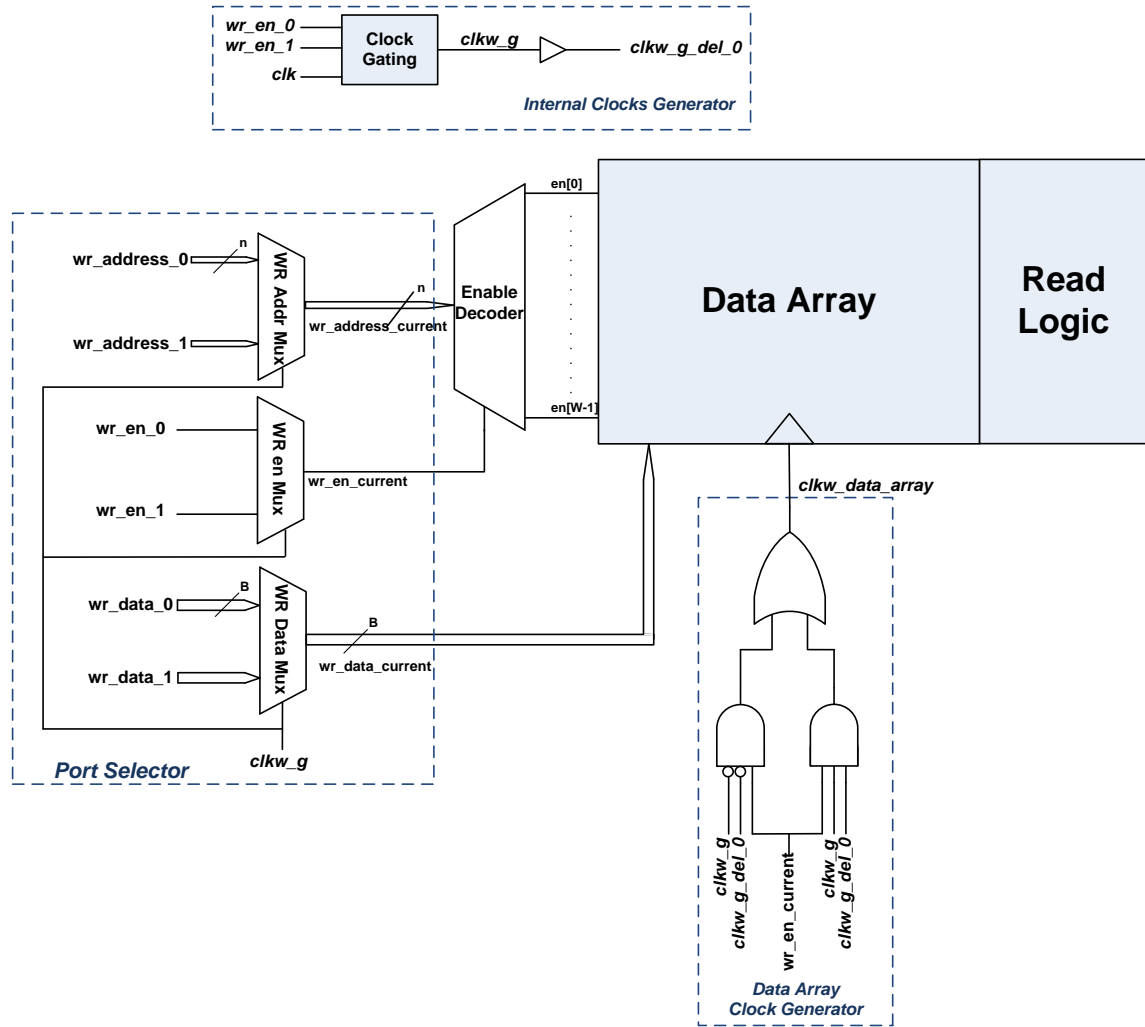 wr_en_0
wr_en_1
clk
Clock
Gating
clkw_g
clkw_g_del_0
Internal Clocks Generator
wr_address_0
n
wr_address_1
WR Addr Mux
n
wr_address_current
Enable
Decoder
en[0]
en[W-1]
Data Array
Read
Logic
wr_en_0
wr_en_1
WR en Mux
wr_en_current
wr_data_0
B
wr_data_1
WR Data Mux
B
wr_data_current
clkw_g
Port Selector
clkw_data_array
clkw_g
clkw_g_del_0
wr_en_current
clkw_g
clkw_g_del_0
Data Array
Clock Generator